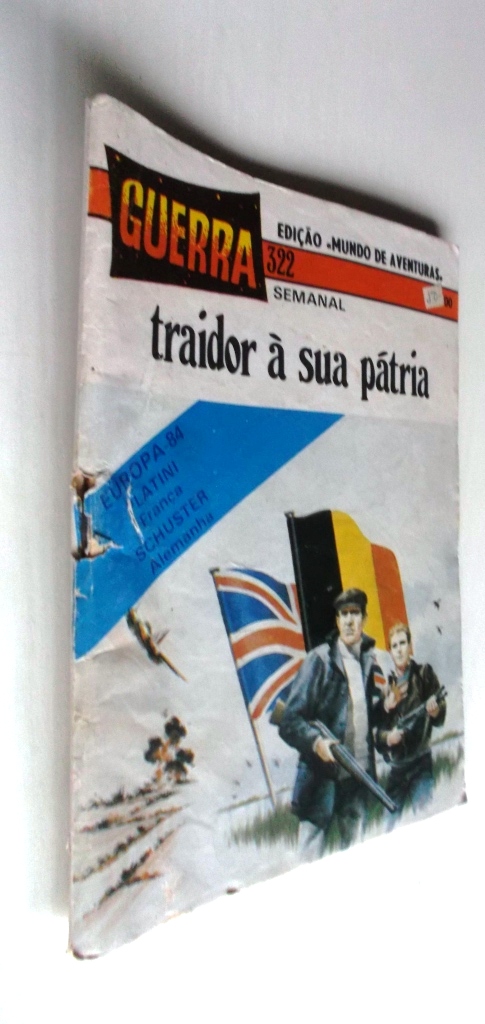 GUERRA
EDIÇÃO «MUNDO DE AVENTURAS»
322
SEMANAL
traidor à sua pátria
EUROPA 84
LATINI
França
SCHUSTER
Alemanha